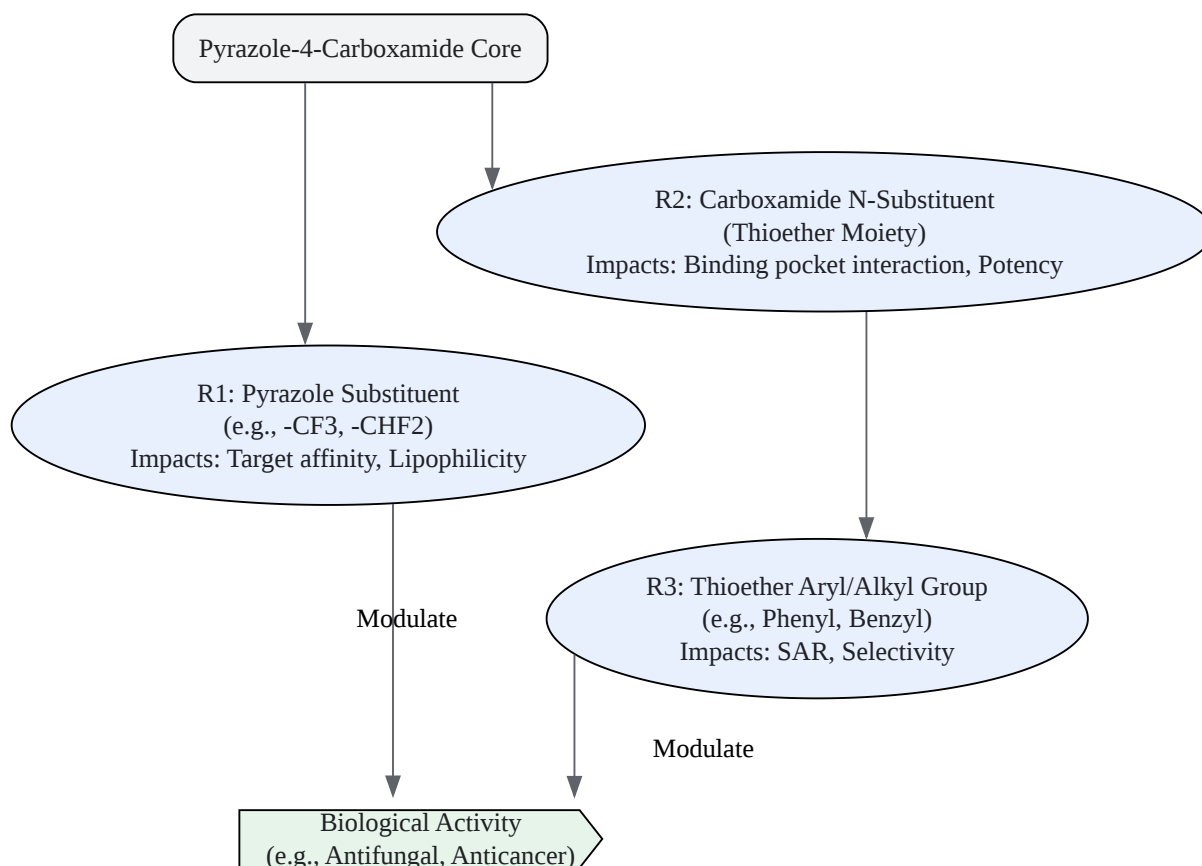 Pyrazole-4-Carboxamide Core
R2: Carboxamide N-Substituent
(Thioether Moiety)
Impacts: Binding pocket interaction, Potency
R1: Pyrazole Substituent
(e.g., -CF3, -CHF2)
Impacts: Target affinity, Lipophilicity
R3: Thioether Aryl/Alkyl Group
(e.g., Phenyl, Benzyl)
Impacts: SAR, Selectivity
Modulate
Modulate
Biological Activity
(e.g., Antifungal, Anticancer)